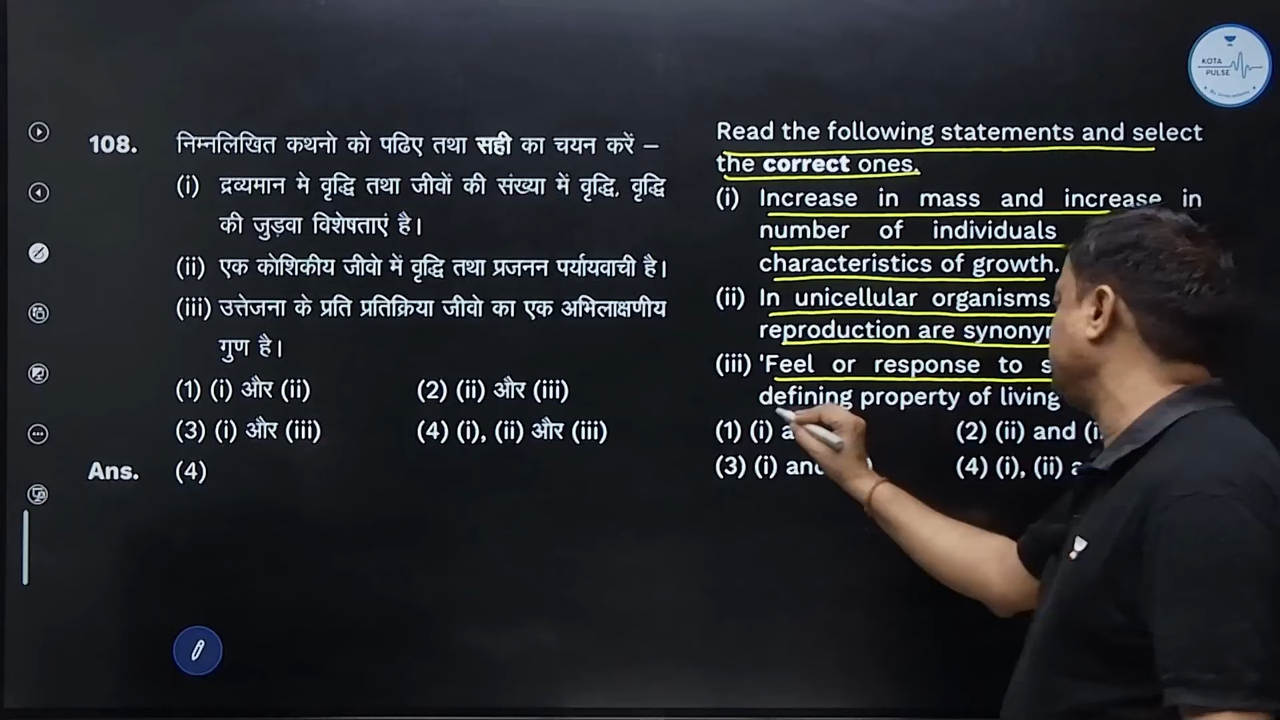 KOTA
PULSE
108. निम्नलिखित कथनो को पढिए तथा सही का चयन करें –
(i) द्रव्यमान मे वृद्धि तथा जीवों की संख्या में वृद्धि, वृद्धि
की जुड़वा विशेषताएं है।
(ii) एक कोशिकीय जीवो में वृद्धि तथा प्रजनन पर्यायवाची है।
(iii) उत्तेजना के प्रति प्रतिक्रिया जीवो का एक अभिलाक्षणीय
गुण है।
(1) (i) और (ii) (2) (ii) और (iii)
(3) (i) और (iii) (4) (i), (ii) और (iii)
Ans. (4)
Read the following statements and select
the correct ones.
(i) Increase in mass and increase in
number of individuals
characteristics of growth.
(ii) In unicellular organisms
reproduction are
(iii) 'Feel or response to
defining property of living
(1) (i) (2) (ii) and
(3) (i) (4) (i), (ii)